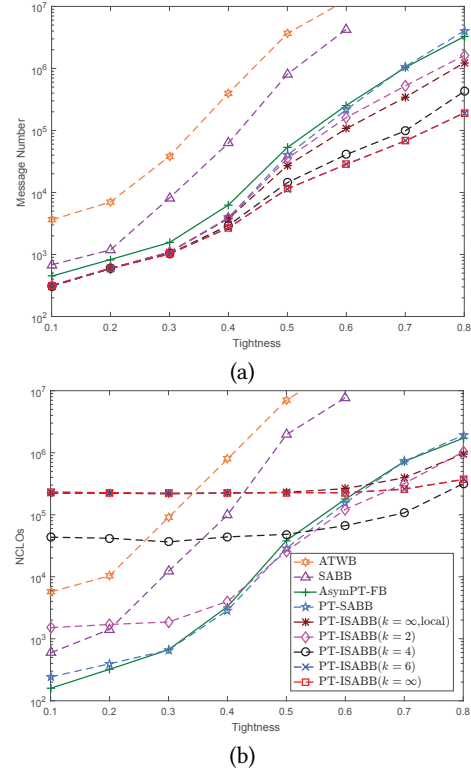 10^7
10^6
10^5
10^4
10^3
10^2
Message Number
0.1 0.2 0.3 0.4 0.5 0.6 0.7 0.8
Tightness
(a)
10^7
10^6
10^5
10^4
10^3
10^2
NCLOs
ATWB
SABB
AsymPT-FB
PT-SABB
PT-ISABB(k = ∞,local)
PT-ISABB(k = 2)
PT-ISABB(k = 4)
PT-ISABB(k = 6)
PT-ISABB(k = ∞)
0.1 0.2 0.3 0.4 0.5 0.6 0.7 0.8
Tightness
(b)